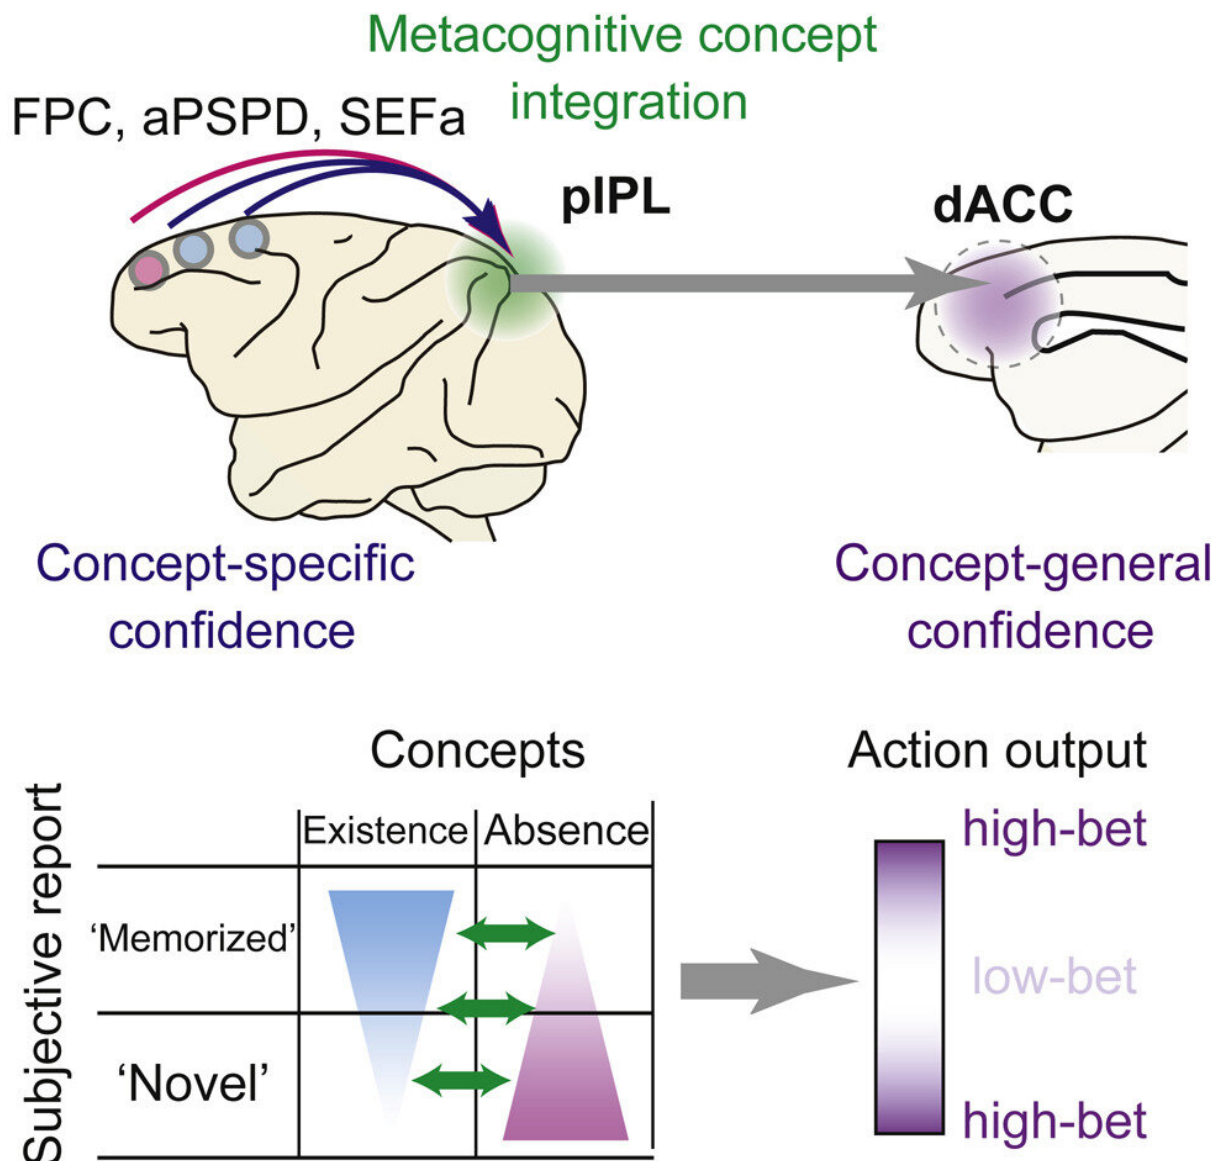 Metacognitive concept
integration
FPC, aPSPD, SEFa
pIPL
dACC
Concept-specific
confidence
Concept-general
confidence
Concepts
Action output
Subjective report
Existence
Absence
‘Memorized’
‘Novel’
high-bet
low-bet
high-bet